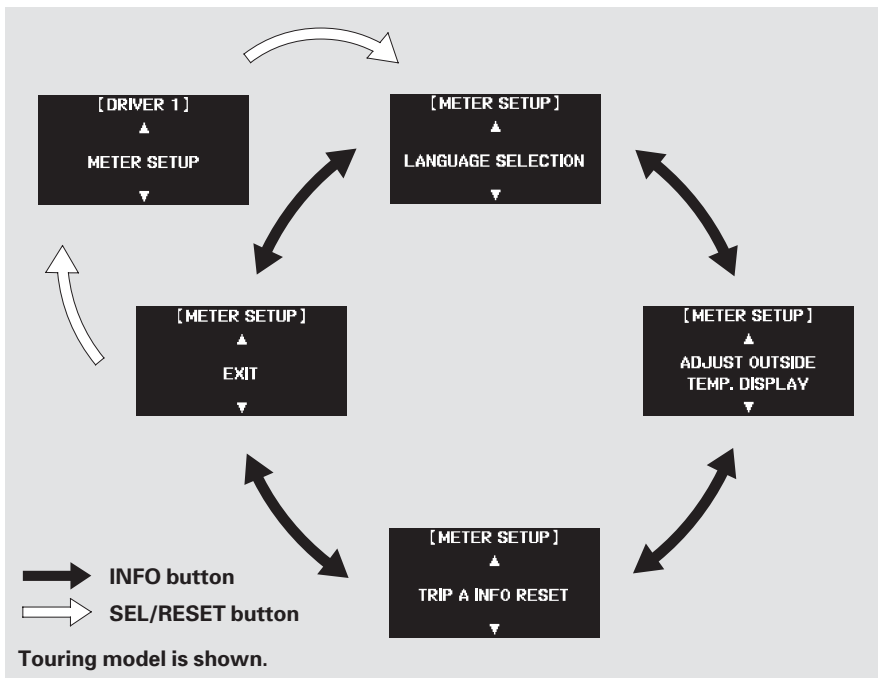 [DRIVER 1]
▲
METER SETUP
▼
[METER SETUP]
▲
LANGUAGE SELECTION
▼
[METER SETUP]
▲
EXIT
▼
[METER SETUP]
▲
ADJUST OUTSIDE
TEMP. DISPLAY
▼
[METER SETUP]
▲
TRIP A INFO RESET
▼
INFO button
SEL/RESET button
Touring model is shown.